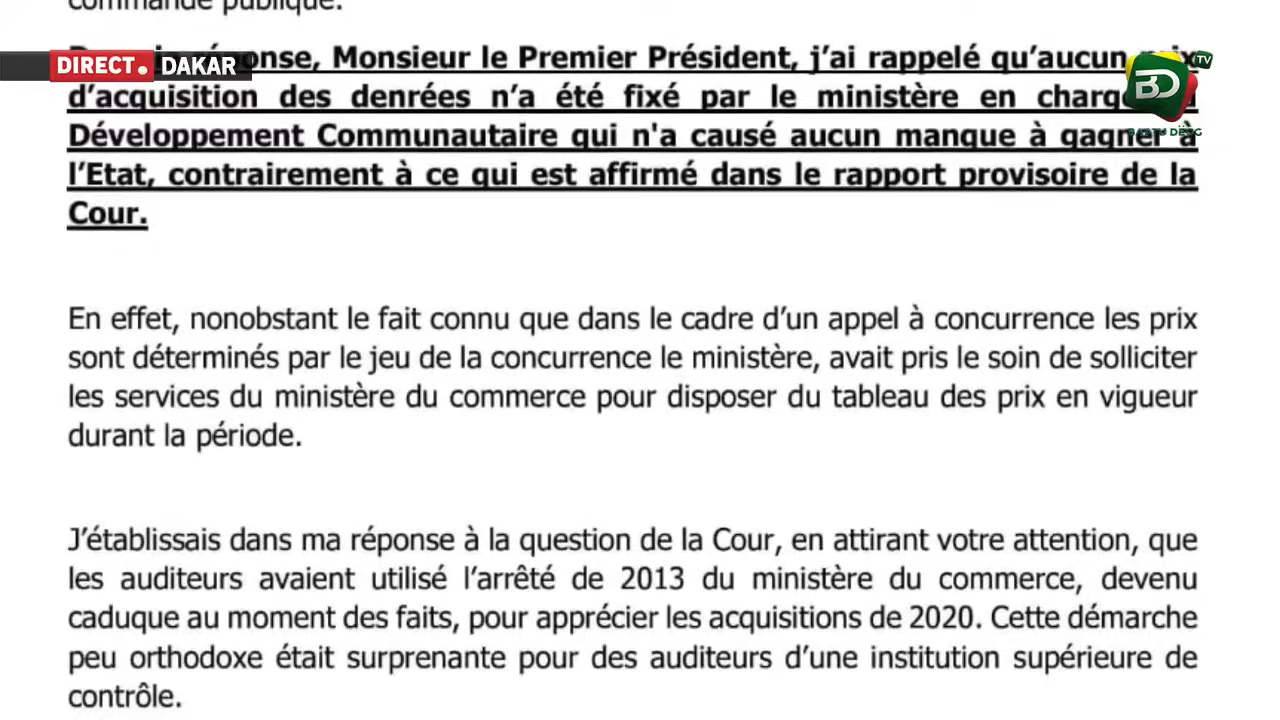 commande publique.
réponse, Monsieur le Premier Président, j'ai rappelé qu'aucun prix
DIRECT. DAKAR
BD TV
d'acquisition des denrées n'a été fixé par le ministère en charge
Développement Communautaire qui n'a causé aucun manque à gagner à
l'Etat, contrairement à ce qui est affirmé dans le rapport provisoire de la
Cour.
En effet, nonobstant le fait connu que dans le cadre d'un appel à concurrence les prix
sont déterminés par le jeu de la concurrence le ministère, avait pris le soin de solliciter
les services du ministère du commerce pour disposer du tableau des prix en vigueur
durant la période.
J'établissais dans ma réponse à la question de la Cour, en attirant votre attention, que
les auditeurs avaient utilisé l'arrêté de 2013 du ministère du commerce, devenu
caduque au moment des faits, pour apprécier les acquisitions de 2020. Cette démarche
peu orthodoxe était surprenante pour des auditeurs d'une institution supérieure de
contrôle.